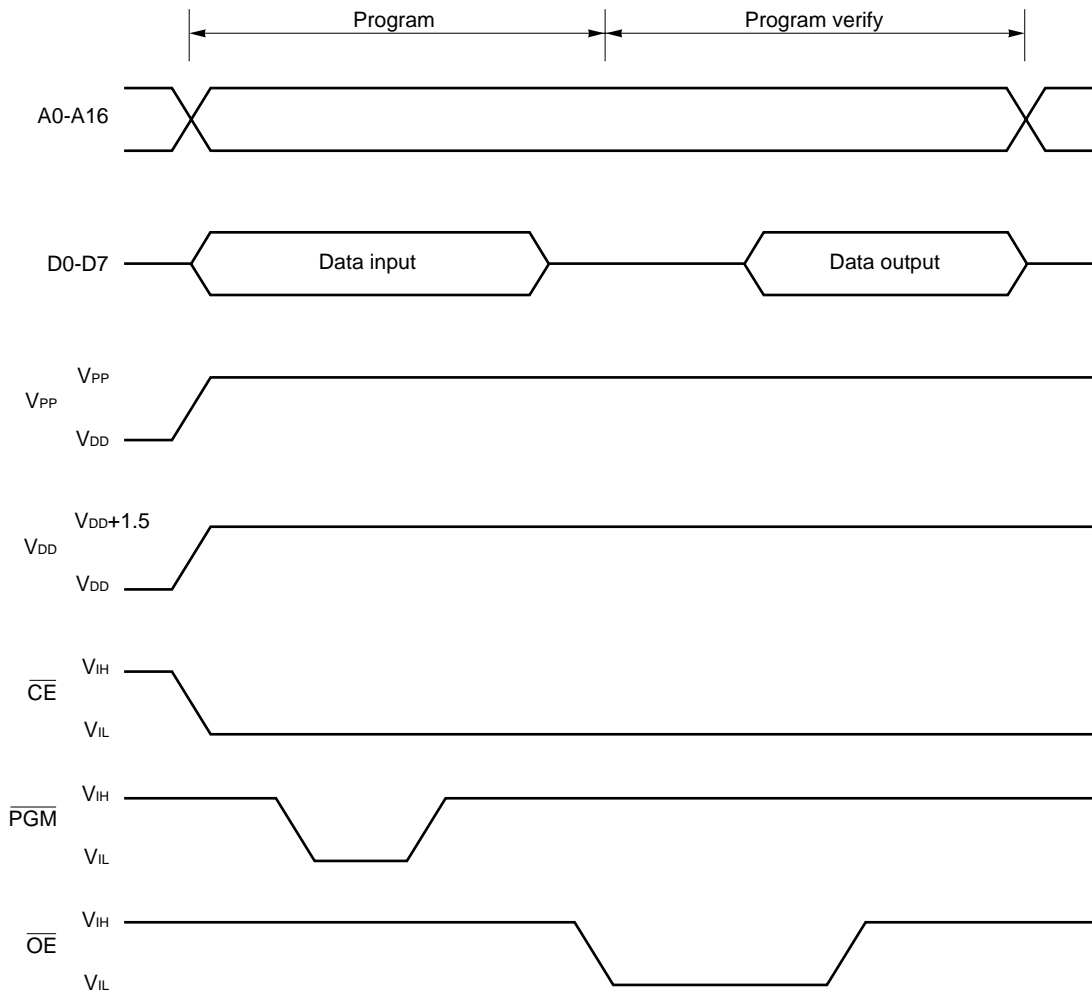 Program
Program verify
A0-A16
D0-D7
Data input
Data output
VPP
VPP
VDD
VDD+1.5
VDD
VDD
VIH
CE
VIL
VIH
PGM
VIL
VIH
OE
VIL